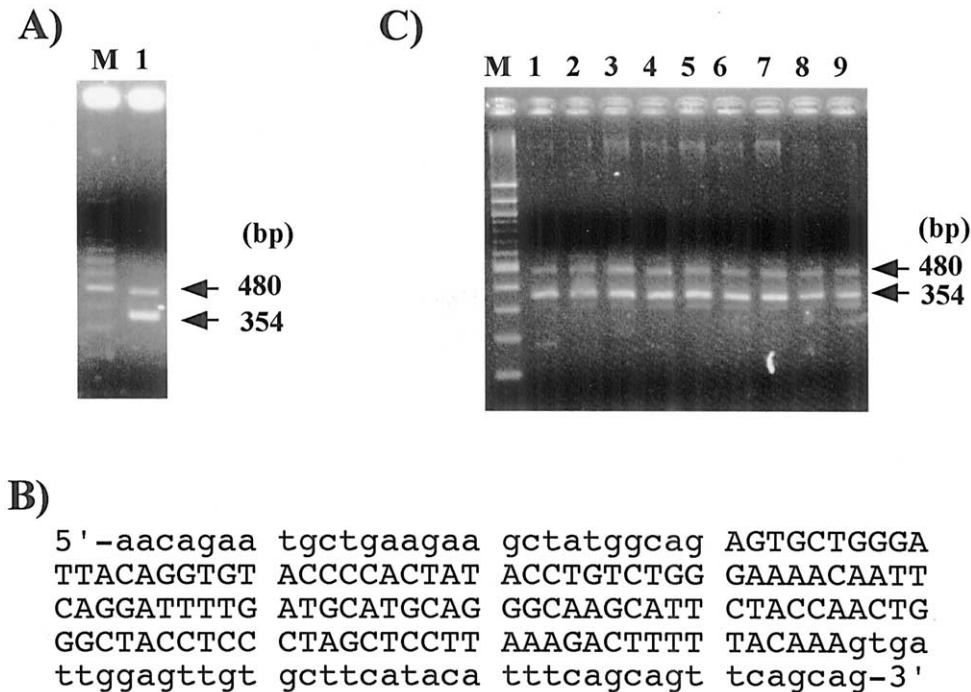 A)
M 1
(bp)
480
354
C)
M 1 2 3 4 5 6 7 8 9
480
354
B)
5'-aacagaa tgctgaagaa gctatggcag AGTGCTGGGA
TTACAGGTGT ACCCCACTAT ACCTGTCTGG GAAAACAATT
CAGGATTTTG ATGCATGCAG GGCAAGCATT CTACCAACTG
GGCTACCTCC CTAGCTCCTT AAAGACTTTT TACAAAgtga
ttggagttgt gcttcataca tttcagcagt tcagcag-3'